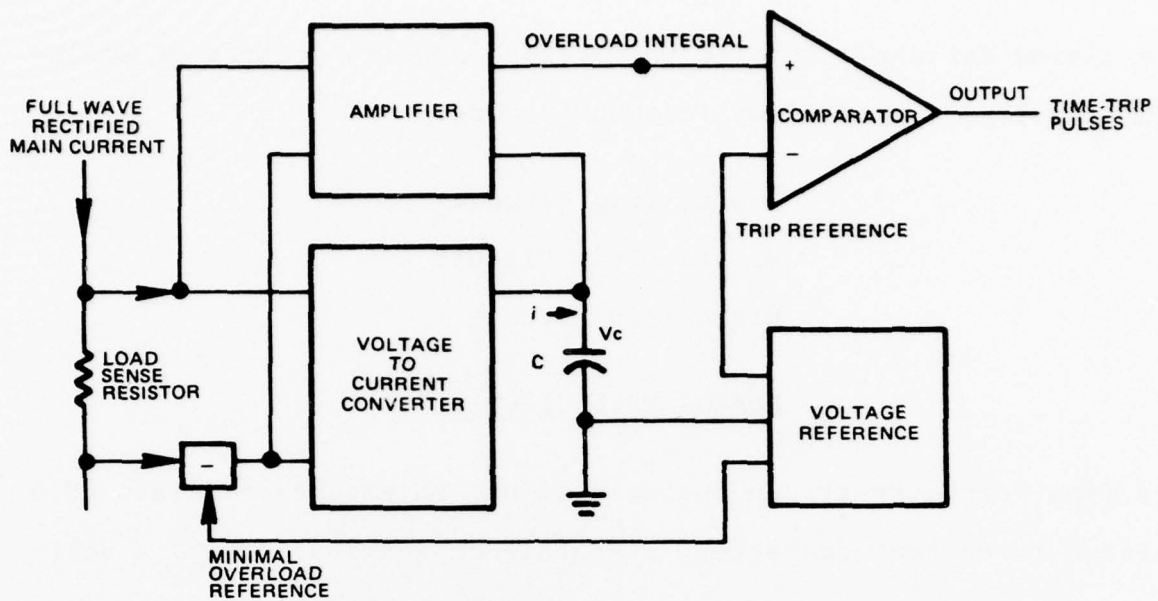 OVERLOAD INTEGRAL
AMPLIFIER
+
COMPARATOR
–
OUTPUT
TIME-TRIP
PULSES
FULL WAVE
RECTIFIED
MAIN CURRENT
TRIP REFERENCE
LOAD
SENSE
RESISTOR
VOLTAGE
TO
CURRENT
CONVERTER
i
Vc
C
VOLTAGE
REFERENCE
–
MINIMAL
OVERLOAD
REFERENCE